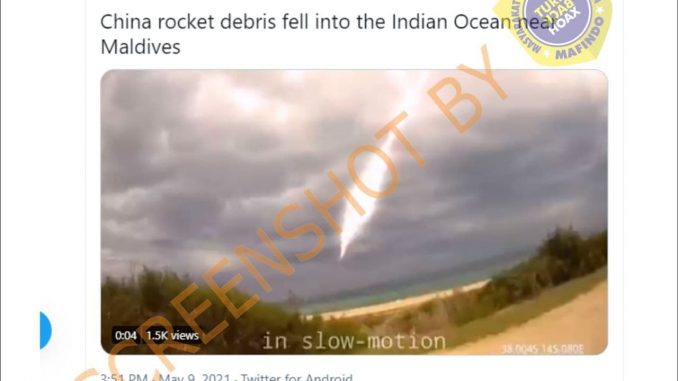 China rocket debris fell into the Indian Ocean near
Maldives
TURN
MASYARAKAT
HOAX
MAFINDO
SCREENSHOT BY
0:04 1.5K views
in slow-motion
38.0045 145.080E
3:51 PM · May 9, 2021 · Twitter for Android